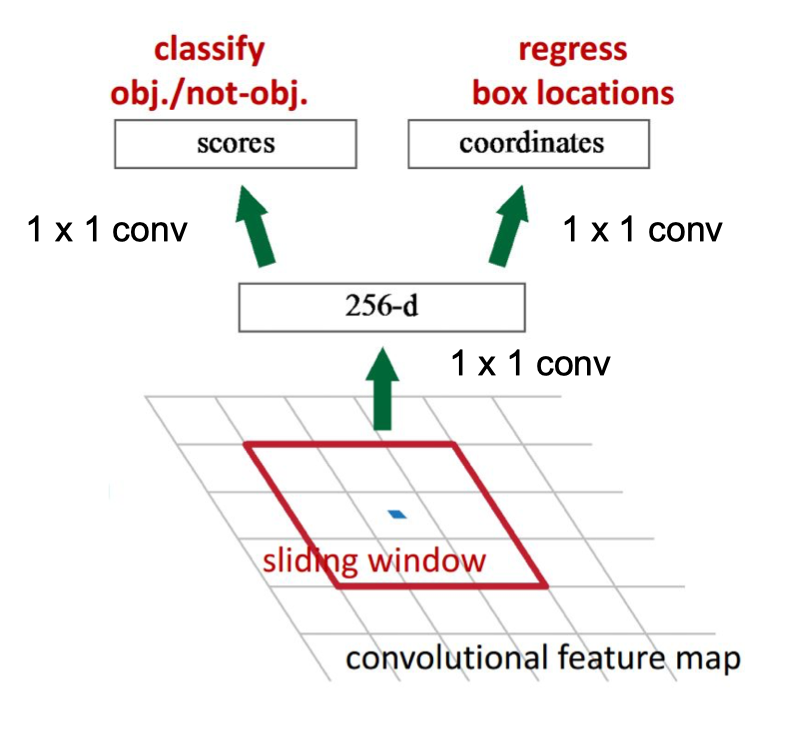 classify
obj./not-obj.
regress
box locations
scores
coordinates
1 x 1 conv
1 x 1 conv
256-d
1 x 1 conv
sliding window
convolutional feature map